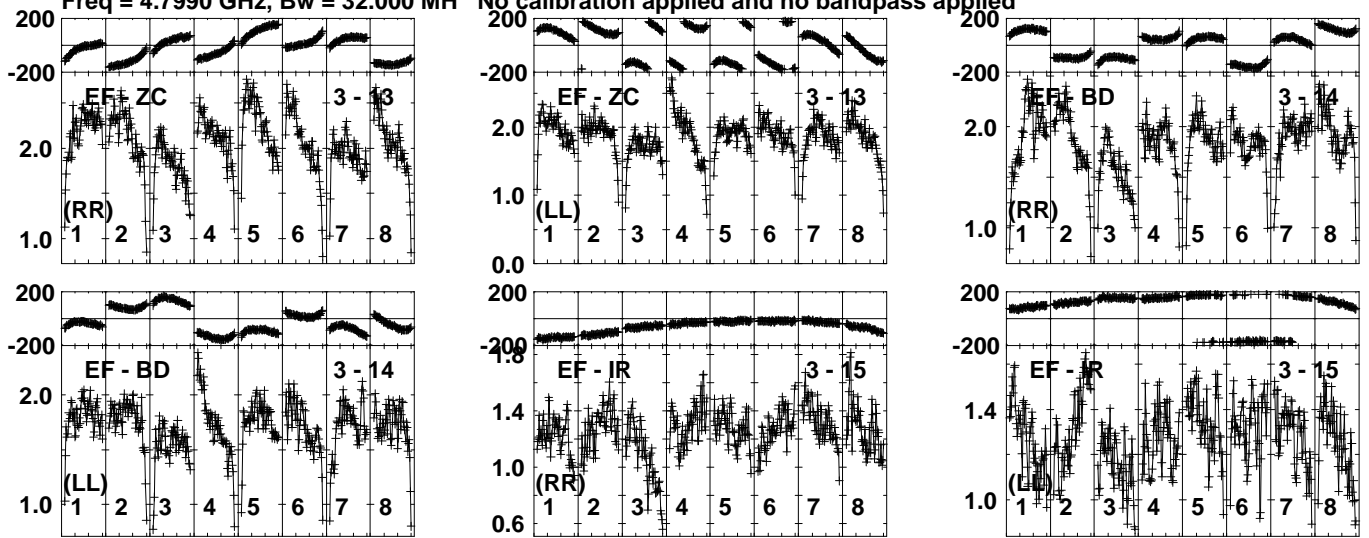 Freq = 4.7990 GHz, Bw = 32.000 MH No calibration applied and no bandpass applied
200
-200
EF - ZC 3 - 13
2.0
1.0
(RR)
1 2 3 4 5 6 7 8
200
-200
EF - ZC 3 - 13
2.0
1.0
(LL)
1 2 3 4 5 6 7 8
0.0
200
-200
EF - BD 3 - 14
2.0
(RR)
1.0
1 2 3 4 5 6 7 8
200
-200
EF - BD 3 - 14
2.0
(LL)
1.0
1 2 3 4 5 6 7 8
200
-200
1.8
EF - IR 3 - 15
1.4
1.0
(RR)
1 2 3 4 5 6 7 8
0.6
200
-200
EF - IR 3 - 15
1.4
(LL)
1.0
1 2 3 4 5 6 7 8